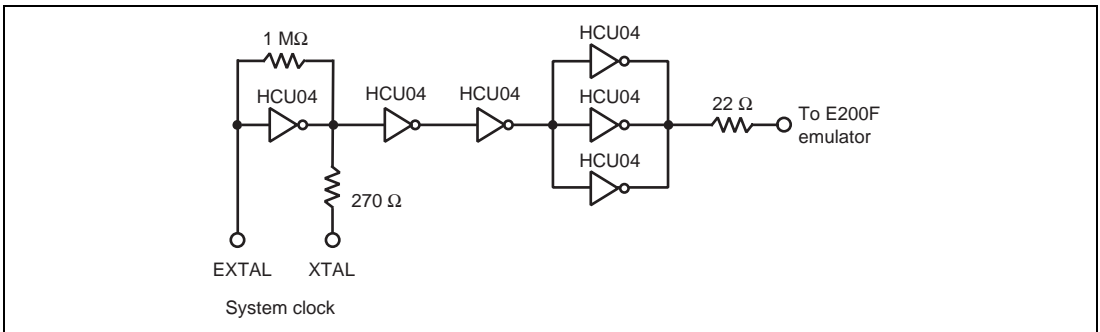 HCU04
1 MΩ
HCU04
HCU04
HCU04
HCU04
22 Ω
To E200F
emulator
HCU04
270 Ω
EXTAL
XTAL
System clock